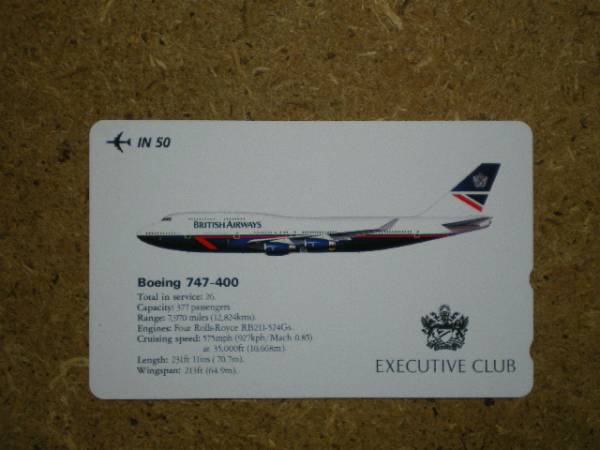 IN 50
BRITISH AIRWAYS
Boeing 747-400
Total in service: 26.
Capacity: 377 passengers
Range: 7,970 miles (12,824kms).
Engines: Four Rolls-Royce RB211-524Gs.
Cruising speed: 575mph (927kph/Mach 0.85)
at 35,000ft (10,668m).
Length: 231ft 11ins (70.7m).
Wingspan: 213ft (64.9m).
EXECUTIVE CLUB